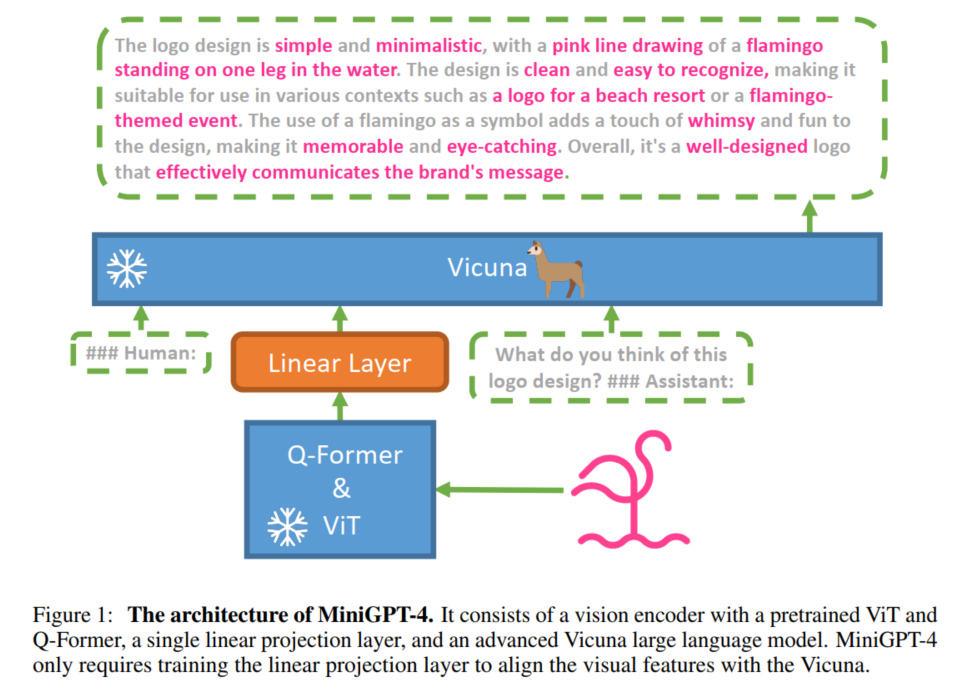 The logo design is simple and minimalistic, with a pink line drawing of a flamingo
standing on one leg in the water. The design is clean and easy to recognize, making it
suitable for use in various contexts such as a logo for a beach resort or a flamingo-
themed event. The use of a flamingo as a symbol adds a touch of whimsy and fun to
the design, making it memorable and eye-catching. Overall, it's a well-designed logo
that effectively communicates the brand's message.
Vicuna
### Human:
Linear Layer
What do you think of this
logo design? ### Assistant:
Q-Former
&
ViT
Figure 1: The architecture of MiniGPT-4. It consists of a vision encoder with a pretrained ViT and
Q-Former, a single linear projection layer, and an advanced Vicuna large language model. MiniGPT-4
only requires training the linear projection layer to align the visual features with the Vicuna.